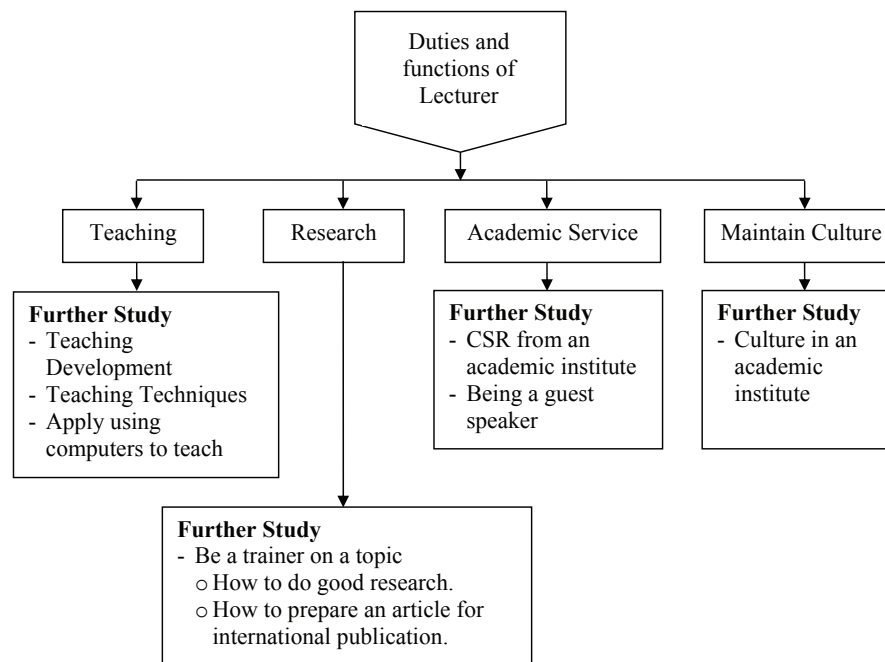 Duties and
functions of
Lecturer
Teaching
Research
Academic Service
Maintain Culture
Further Study
- Teaching
Development
- Teaching Techniques
- Apply using
computers to teach
Further Study
- CSR from an
academic institute
- Being a guest
speaker
Further Study
- Culture in an
academic
institute
Further Study
- Be a trainer on a topic
o How to do good research.
o How to prepare an article for
international publication.